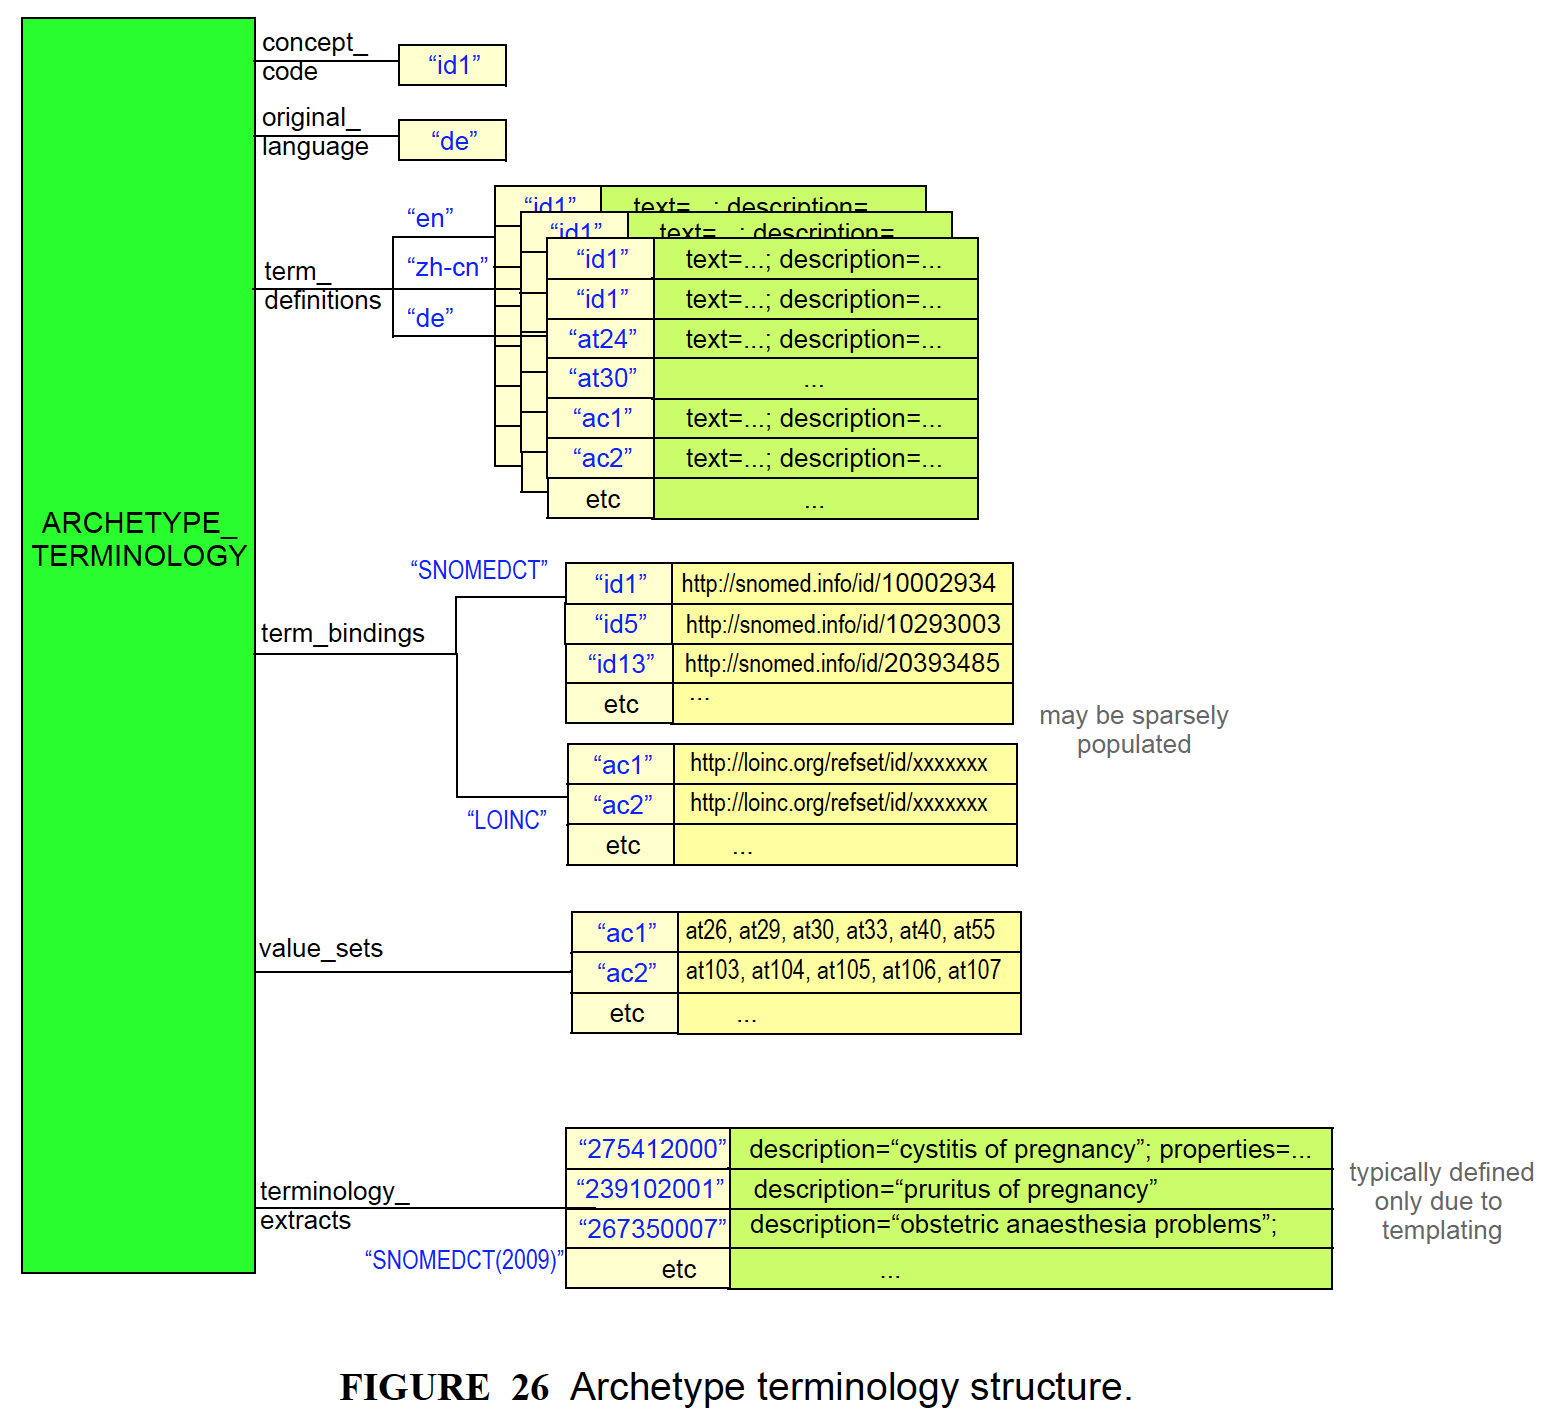 concept_
code
“id1”
original_
language
“de”
“en”
“id1” text=...; description=
“id1” text=...; description=
“zh-cn”
“id1” text=...; description=...
term_
definitions
“id1” text=...; description=...
“de”
“at24” text=...; description=...
“at30” ...
“ac1” text=...; description=...
“ac2” text=...; description=...
etc ...
ARCHETYPE_
TERMINOLOGY
“SNOMEDCT”
“id1” http://snomed.info/id/10002934
term_bindings
“id5” http://snomed.info/id/10293003
“id13” http://snomed.info/id/20393485
etc ...
may be sparsely
populated
“ac1” http://loinc.org/refset/id/xxxxxxx
“ac2” http://loinc.org/refset/id/xxxxxxx
“LOINC”
etc ...
value_sets
“ac1” at26, at29, at30, at33, at40, at55
“ac2” at103, at104, at105, at106, at107
etc ...
“275412000” description=“cystitis of pregnancy”; properties=...
terminology_
extracts
“239102001” description=“pruritus of pregnancy”
“267350007” description=“obstetric anaesthesia problems”;
“SNOMEDCT(2009)”
etc ...
typically defined
only due to
templating
FIGURE 26 Archetype terminology structure.